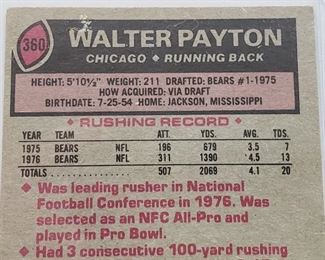 360
WALTER PAYTON
CHICAGO • RUNNING BACK
HEIGHT: 5'10½" WEIGHT: 211 DRAFTED: BEARS #1-1975
HOW ACQUIRED: VIA DRAFT
BIRTHDATE: 7-25-54 HOME: JACKSON, MISSISSIPPI
• RUSHING RECORD •
YEAR TEAM ATT. YDS. AV'G. TDS.
1975 BEARS NFL 196 679 3.5 7
1976 BEARS NFL 311 1390 4.5 13
TOTALS 507 2069 4.1 20
◆ Was leading rusher in National
Football Conference in 1976. Was
selected as an NFC All-Pro and
played in Pro Bowl.
◆ Had 3 consecutive 100-yard rushing